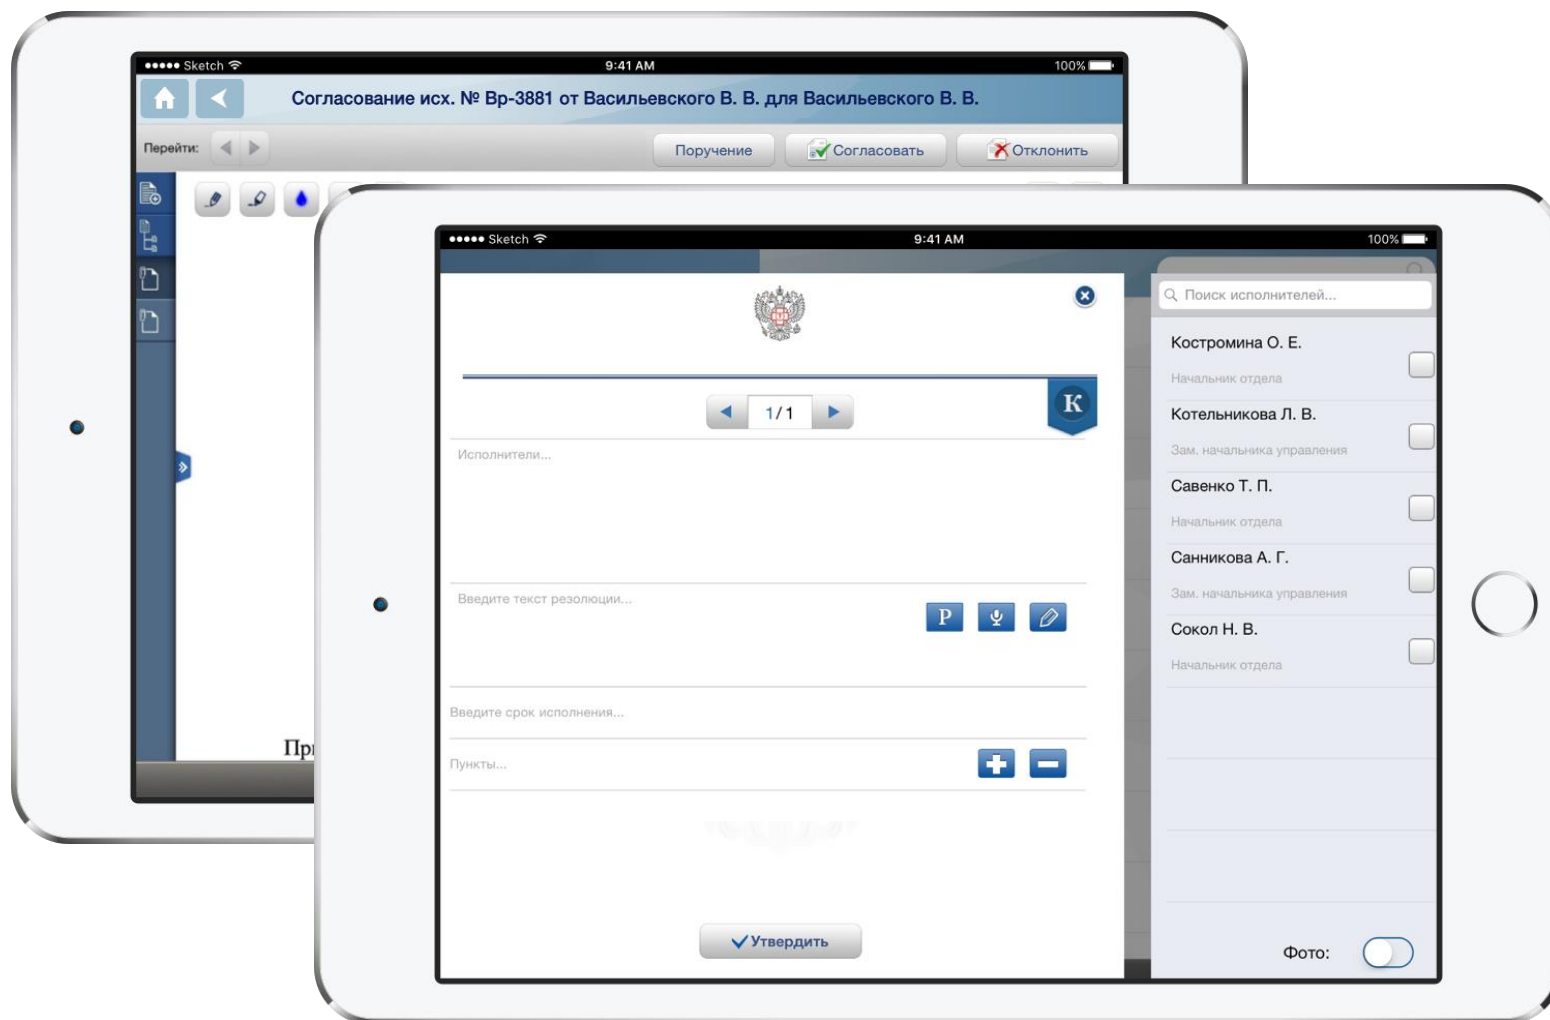 Sketch 9:41 AM 100%
Согласование исх. № Вр-3881 от Васильевского В. В. для Васильевского В. В.
Перейти:
Поручение Согласовать Отклонить
Sketch 9:41 AM 100%
Поиск исполнителей...
Костромина О. Е.
Начальник отдела
К
1/1
Котельникова Л. В.
Исполнители...
Зам. начальника управления
Савенко Т. П.
Начальник отдела
Санникова А. Г.
Введите текст резолюции...
Зам. начальника управления
Р
Сокол Н. В.
Начальник отдела
Введите срок исполнения...
При
Пункты...
Утвердить
Фото: